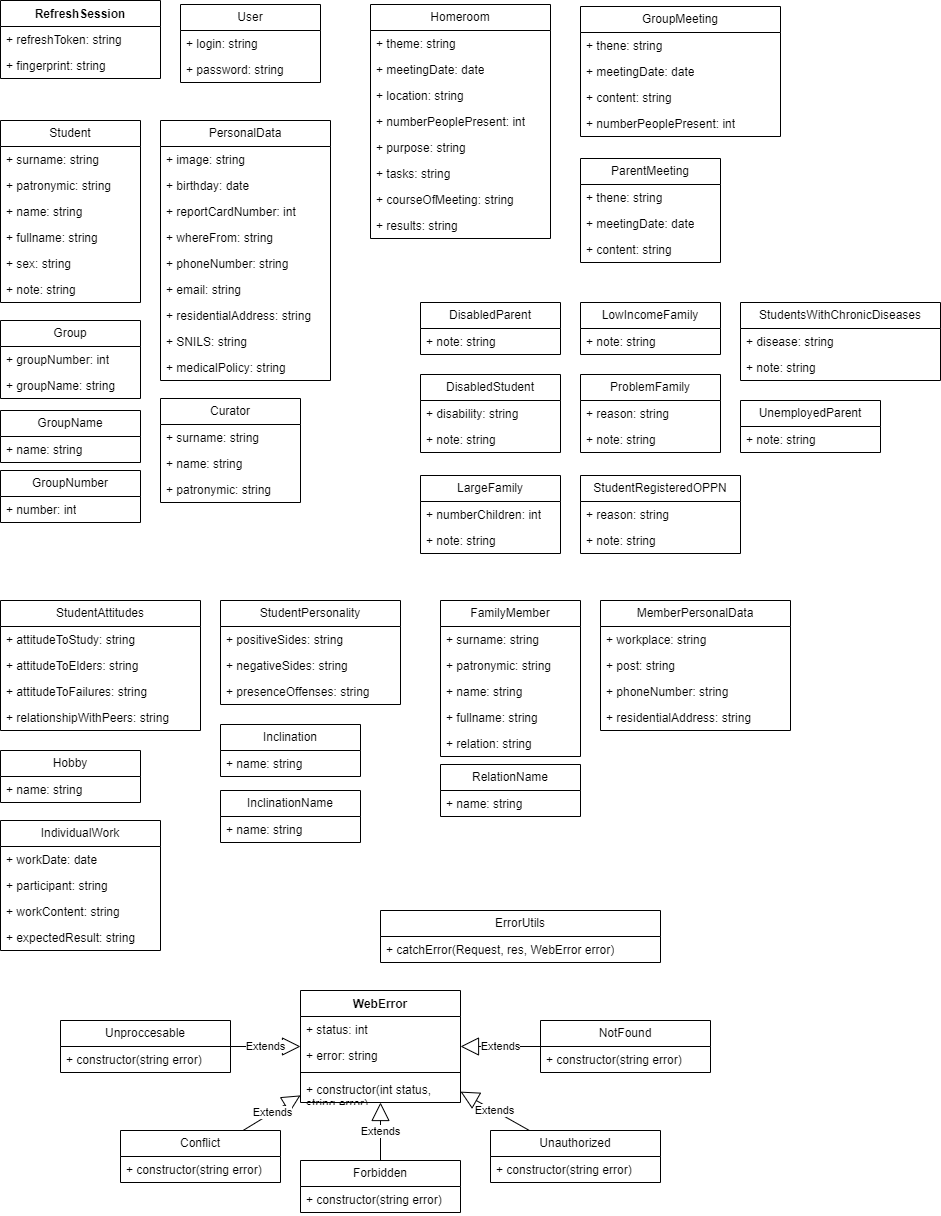 RefreshSession
+ refreshToken: string
+ fingerprint: string
User
+ login: string
+ password: string
Homeroom
+ theme: string
+ meetingDate: date
+ location: string
+ numberPeoplePresent: int
+ purpose: string
+ tasks: string
+ courseOfMeeting: string
+ results: string
GroupMeeting
+ thene: string
+ meetingDate: date
+ content: string
+ numberPeoplePresent: int
Student
+ surname: string
+ patronymic: string
+ name: string
+ fullname: string
+ sex: string
+ note: string
PersonalData
+ image: string
+ birthday: date
+ reportCardNumber: int
+ whereFrom: string
+ phoneNumber: string
+ email: string
+ residentialAddress: string
+ SNILS: string
+ medicalPolicy: string
ParentMeeting
+ thene: string
+ meetingDate: date
+ content: string
Group
+ groupNumber: int
+ groupName: string
GroupName
+ name: string
GroupNumber
+ number: int
Curator
+ surname: string
+ name: string
+ patronymic: string
DisabledParent
+ note: string
LowIncomeFamily
+ note: string
StudentsWithChronicDiseases
+ disease: string
+ note: string
DisabledStudent
+ disability: string
+ note: string
ProblemFamily
+ reason: string
+ note: string
UnemployedParent
+ note: string
LargeFamily
+ numberChildren: int
+ note: string
StudentRegisteredOPPN
+ reason: string
+ note: string
StudentAttitudes
+ attitudeToStudy: string
+ attitudeToElders: string
+ attitudeToFailures: string
+ relationshipWithPeers: string
StudentPersonality
+ positiveSides: string
+ negativeSides: string
+ presenceOffenses: string
FamilyMember
+ surname: string
+ patronymic: string
+ name: string
+ fullname: string
+ relation: string
MemberPersonalData
+ workplace: string
+ post: string
+ phoneNumber: string
+ residentialAddress: string
Hobby
+ name: string
Inclination
+ name: string
InclinationName
+ name: string
RelationName
+ name: string
IndividualWork
+ workDate: date
+ participant: string
+ workContent: string
+ expectedResult: string
ErrorUtils
+ catchError(Request, res, WebError error)
WebError
+ status: int
+ error: string
+ constructor(int status,
string error)
Unproccesable
+ constructor(string error)
Extends
NotFound
+ constructor(string error)
Extends
Conflict
+ constructor(string error)
Extends
Forbidden
+ constructor(string error)
Extends
Unauthorized
+ constructor(string error)
Extends